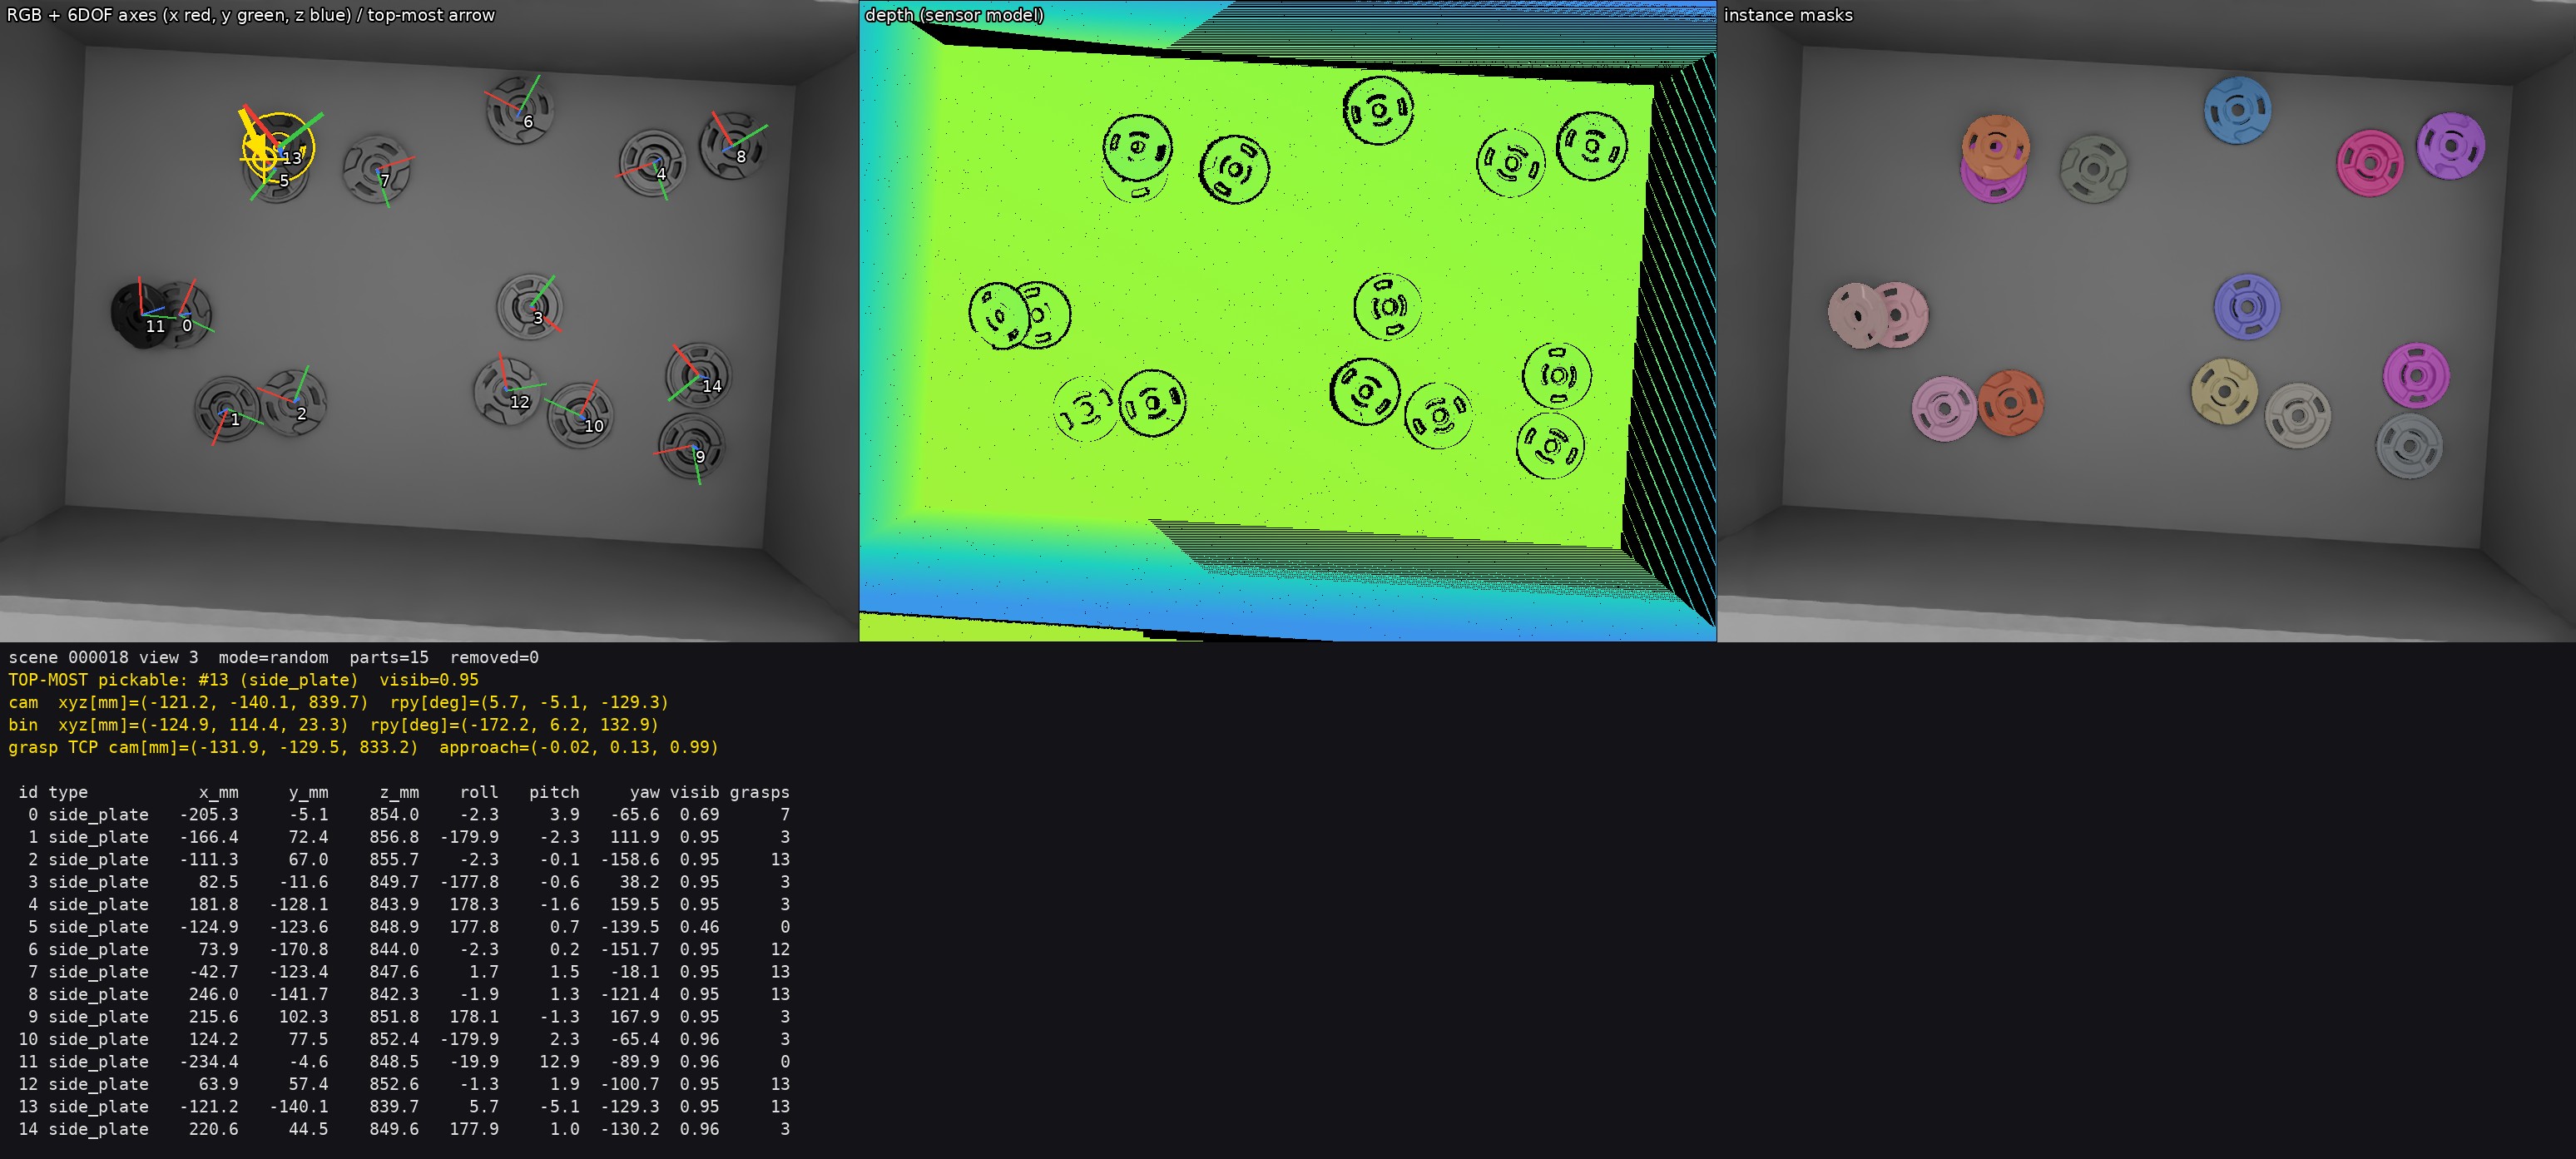 RGB + 6DOF axes (x red, y green, z blue) / top-most arrow
depth (sensor model)
instance masks
6
13
5
7
4
8
11
0
3
12
14
1
2
10
9
scene 000018 view 3  mode=random  parts=15  removed=0
TOP-MOST pickable: #13 (side_plate)  visib=0.95
cam  xyz[mm]=(-121.2, -140.1, 839.7)  rpy[deg]=(5.7, -5.1, -129.3)
bin  xyz[mm]=(-124.9, 114.4, 23.3)  rpy[deg]=(-172.2, 6.2, 132.9)
grasp TCP cam[mm]=(-131.9, -129.5, 833.2)  approach=(-0.02, 0.13, 0.99)
id type x_mm y_mm z_mm roll pitch yaw visib grasps
0 side_plate -205.3 -5.1 854.0 -2.3 3.9 -65.6 0.69 7
1 side_plate -166.4 72.4 856.8 -179.9 -2.3 111.9 0.95 3
2 side_plate -111.3 67.0 855.7 -2.3 -0.1 -158.6 0.95 13
3 side_plate 82.5 -11.6 849.7 -177.8 -0.6 38.2 0.95 3
4 side_plate 181.8 -128.1 843.9 178.3 -1.6 159.5 0.95 3
5 side_plate -124.9 -123.6 848.9 177.8 0.7 -139.5 0.46 0
6 side_plate 73.9 -170.8 844.0 -2.3 0.2 -151.7 0.95 12
7 side_plate -42.7 -123.4 847.6 1.7 1.5 -18.1 0.95 13
8 side_plate 246.0 -141.7 842.3 -1.9 1.3 -121.4 0.95 13
9 side_plate 215.6 102.3 851.8 178.1 -1.3 167.9 0.95 3
10 side_plate 124.2 77.5 852.4 -179.9 2.3 -65.4 0.96 3
11 side_plate -234.4 -4.6 848.5 -19.9 12.9 -89.9 0.96 0
12 side_plate 63.9 57.4 852.6 -1.3 1.9 -100.7 0.95 13
13 side_plate -121.2 -140.1 839.7 5.7 -5.1 -129.3 0.95 13
14 side_plate 220.6 44.5 849.6 177.9 1.0 -130.2 0.96 3